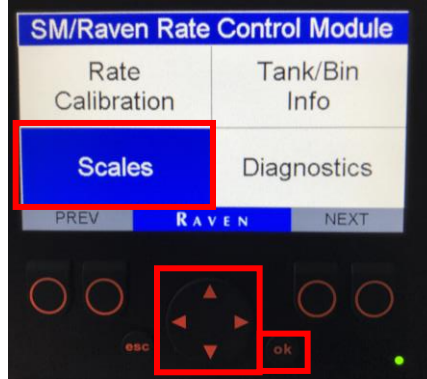 SM/Raven Rate Control Module
Rate
Calibration
Tank/Bin
Info
Scales
Diagnostics
PREV
RAVEN
NEXT
esc
ok